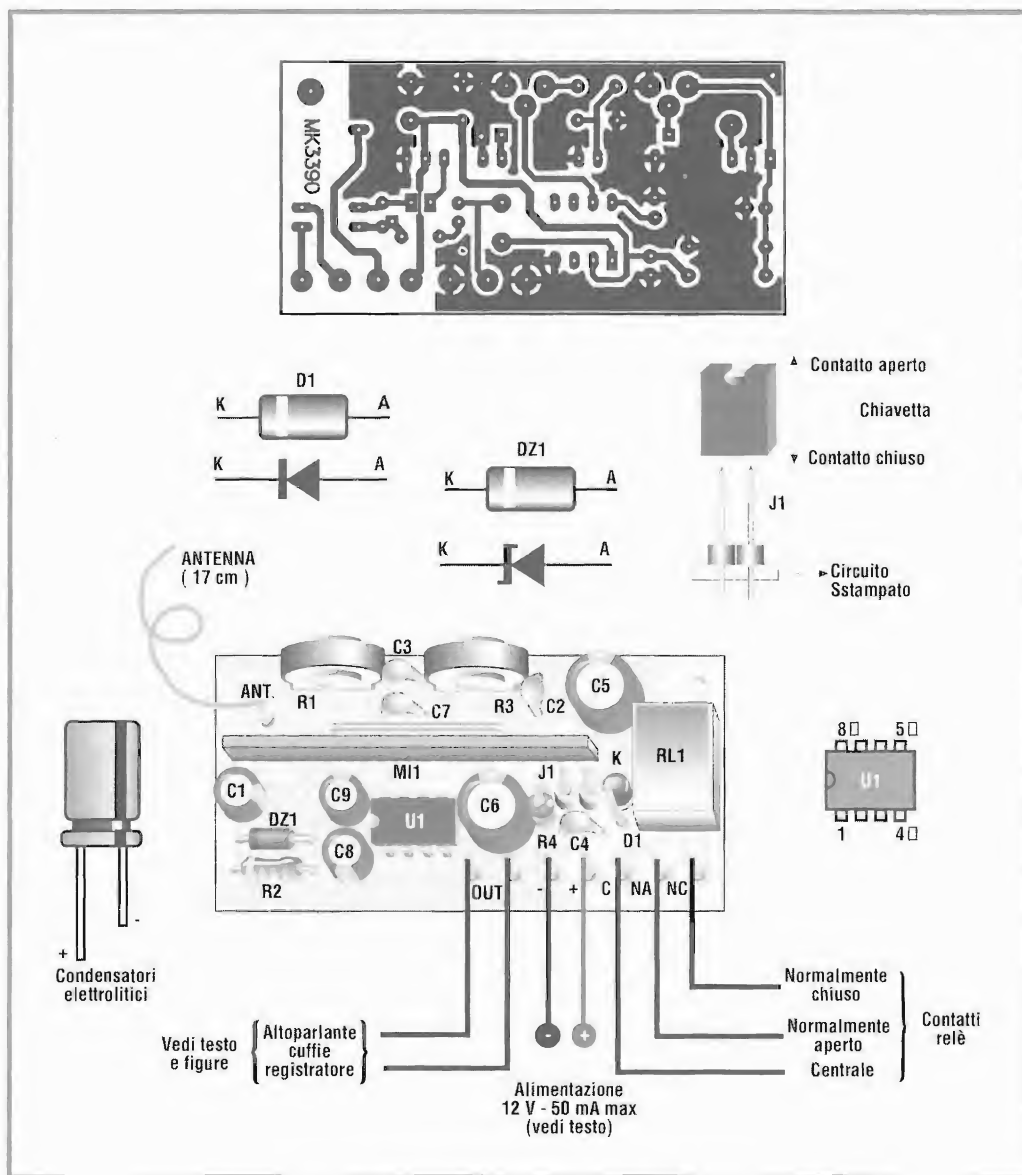 MK3390
D1
K A
K A
DZ1
K A
K A
Contatto aperto
Chiavetta
Contatto chiuso
J1
Circuito
Sstampato
ANTENNA
( 17 cm )
ANT.
R1
C3
C7
R3
C2
C5
MI1
J1
K
RL1
C1
DZ1
C9
U1
C6
C8
R2
R4
C4
D1
OUT
- + C NA NC
8 5
U1
1 4
+ -
Condensatori
elettrolitici
Vedi testo
e figure
Altoparlante
cuffie
registratore
- +
Alimentazione
12 V - 50 mA max
(vedi testo)
Normalmente
chiuso
Normalmente
aperto
Centrale
Contatti
relè